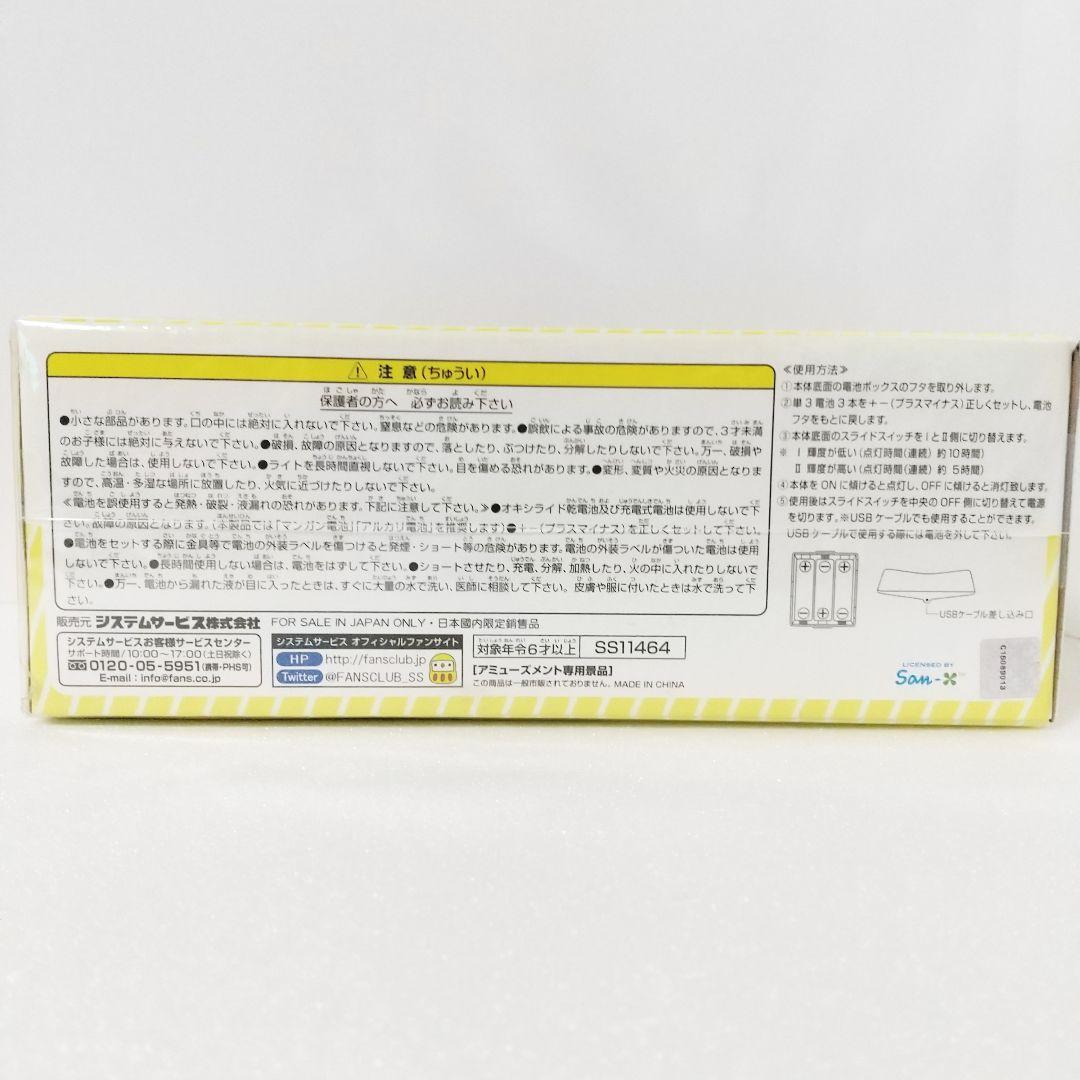 ⚠ 注意(ちゅうい)
保護者の方へ 必ずお読み下さい
●小さな部品があります。口の中には絶対に入れないで下さい。窒息などの危険があります。●誤飲による事故の危険がありますので、3才未満
のお子様には絶対に与えないで下さい。●破損、故障の原因となりますので、落としたり、ぶつけたり、分解したりしないで下さい。万一、破損や
故障した場合は、使用しないで下さい。●ライトを長時間直視しないで下さい。目を傷める恐れがあります。●変形、変質や火災の原因となりま
すので、高温・多湿な場所に放置したり、火気に近づけたりしないで下さい。
≪電池を誤使用すると発熱・破裂・液漏れの恐れがあります。下記に注意して下さい。≫●オキシライド乾電池及び充電式電池は使用しないで下
さい。故障の原因となります。(本製品では「マンガン電池」「アルカリ電池」を推奨します)●+−(プラスマイナス)を正しくセットして下さい。
●電池をセットする際に金具等で電池の外装ラベルを傷つけると発煙・ショート等の危険があります。電池の外装ラベルが傷ついた電池は使用
しないで下さい。●長時間使用しない場合は、電池をはずして下さい。●ショートさせたり、充電、分解、加熱したり、火の中に入れたりしないで
下さい。●万一、電池から漏れた液が目に入ったときは、すぐに大量の水で洗い、医師に相談して下さい。皮膚や服に付いたときは水で洗って下
さい。
販売元 システムサービス株式会社 FOR SALE IN JAPAN ONLY・日本國内限定銷售品
システムサービスお客様サービスセンター
サポート時間/10:00〜17:00(土日祝除く)
0120-05-5951(携帯・PHS可)
E-mail : info@fans.co.jp
システムサービス オフィシャルファンサイト
HP http://fansclub.jp
Twitter @FANSCLUB_SS
対象年令6才以上 SS11464
[アミューズメント専用景品]
この商品は一般市販されておりません。MADE IN CHINA
≪使用方法≫
①本体底面の電池ボックスのフタを取り外します。
②単3電池3本を+−(プラスマイナス)正しくセットし、電池
フタをもとに戻します。
③本体底面のスライドスイッチをⅠとⅡ側に切り替えます。
※ Ⅰ 輝度が低い(点灯時間(連続) 約10時間)
Ⅱ 輝度が高い(点灯時間(連続) 約5時間)
④本体をONに傾けると点灯し、OFFに傾けると消灯致します。
⑤使用後はスライドスイッチを中央のOFF側に切り替えて電源
を切ります。※USBケーブルでも使用することができます。
USBケーブルで使用する際には電池を外して下さい。
USBケーブル差し込み口
LICENSED BY
San-X™
C15089013